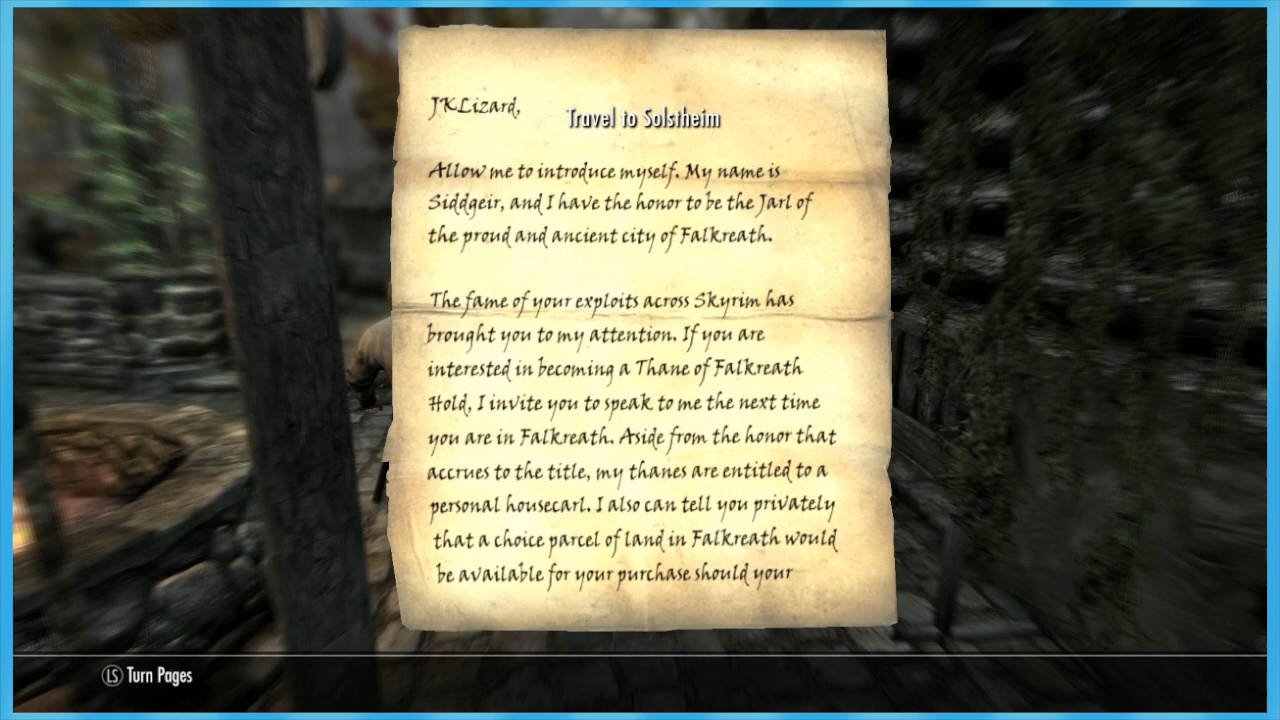 JKLizard,
Travel to Solstheim
Allow me to introduce myself. My name is
Siddgeir, and I have the honor to be the Jarl of
the proud and ancient city of Falkreath.
The fame of your exploits across Skyrim has
brought you to my attention. If you are
interested in becoming a Thane of Falkreath
Hold, I invite you to speak to me the next time
you are in Falkreath. Aside from the honor that
accrues to the title, my thanes are entitled to a
personal housecarl. I also can tell you privately
that a choice parcel of land in Falkreath would
be available for your purchase should your
LS Turn Pages